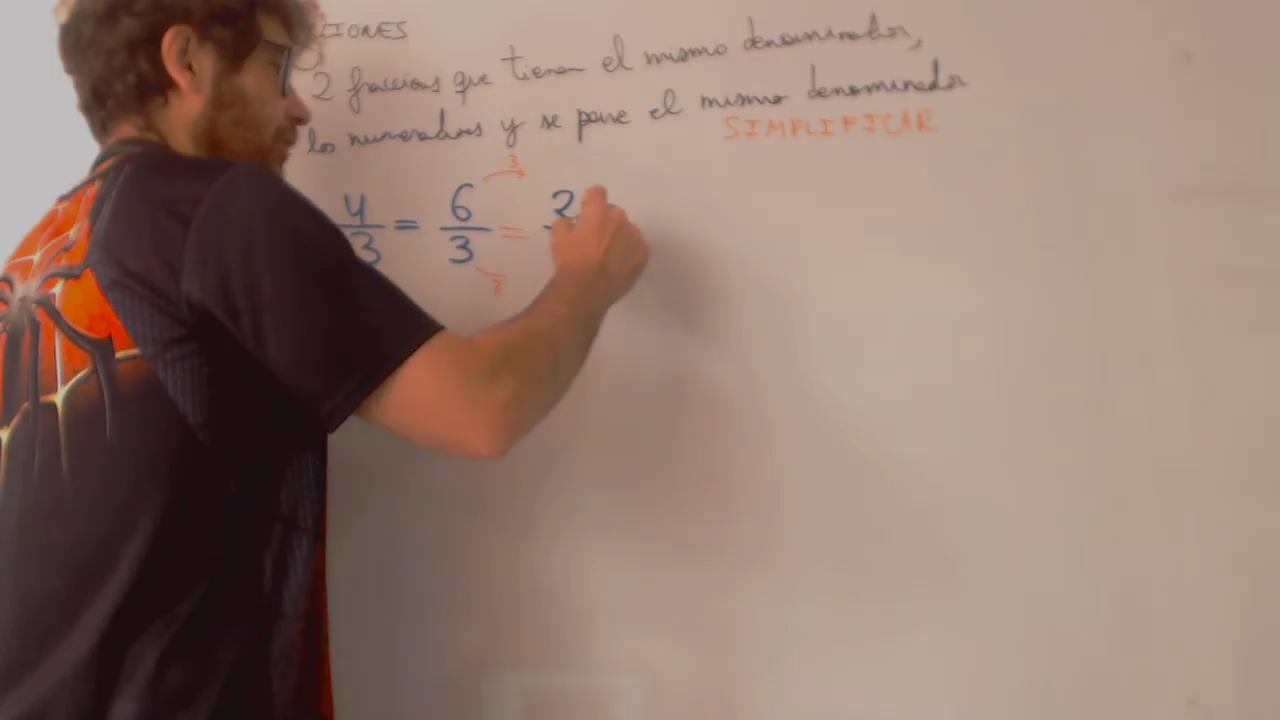 CIONES
2 fracciones que tienen el mismo denominador,
los numeradores y se pone el mismo denominador
SIMPLIFICAR
4/3 = 6/3 = 2
3
3